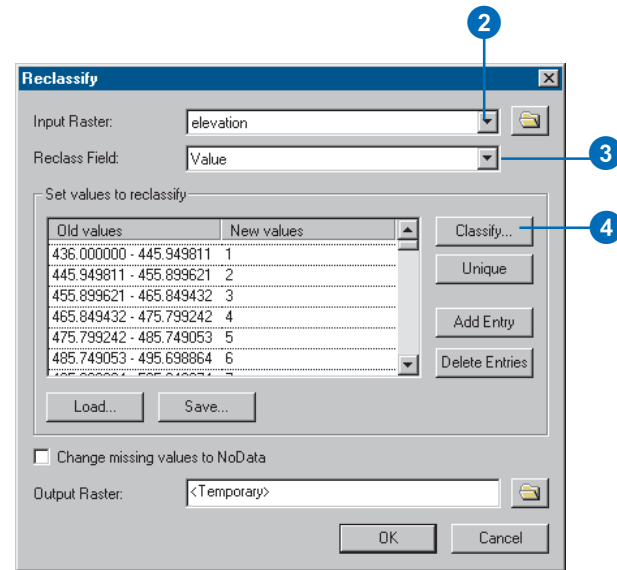 2
Reclassify
Input Raster: elevation
Reclass Field: Value
3
Set values to reclassify
Old values New values
436.000000 - 445.949811 1
445.949811 - 455.899621 2
455.899621 - 465.849432 3
465.849432 - 475.799242 4
475.799242 - 485.749053 5
485.749053 - 495.698864 6
Classify...
4
Unique
Add Entry
Delete Entries
Load... Save...
Change missing values to NoData
Output Raster: <Temporary>
OK Cancel